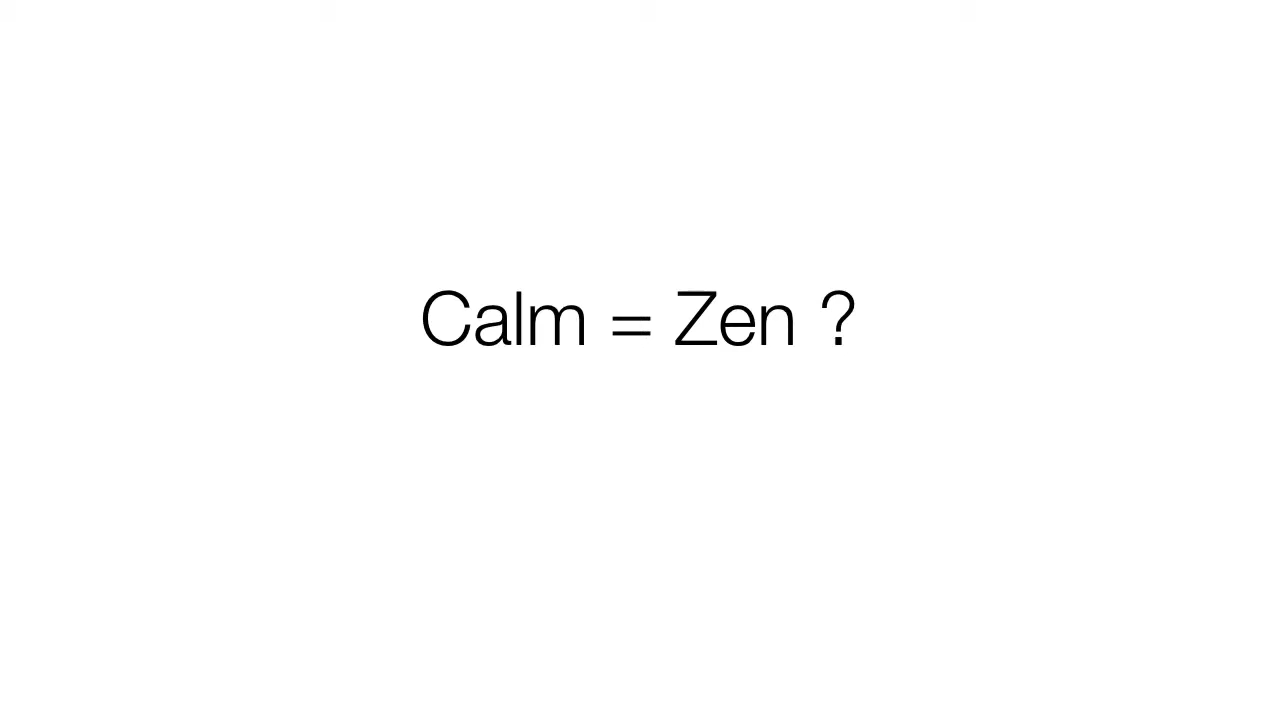 Calm = Zen ?